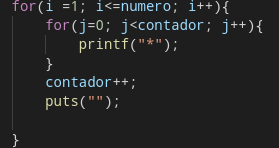 for(i =1; i<=numero; i++){
for(j=0; j<contador; j++){
printf("*");
}
contador++;
puts("");
}